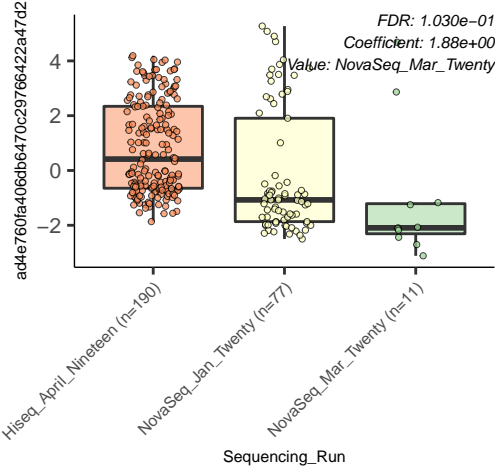 FDR: 1.030e−01
Coefficient: 1.88e+00
Value: NovaSeq_Mar_Twenty
ad4e760fa406db6470c29766422a47d2
4
2
0
−2
Hiseq_April_Nineteen (n=190)
NovaSeq_Jan_Twenty (n=77)
NovaSeq_Mar_Twenty (n=11)
Sequencing_Run